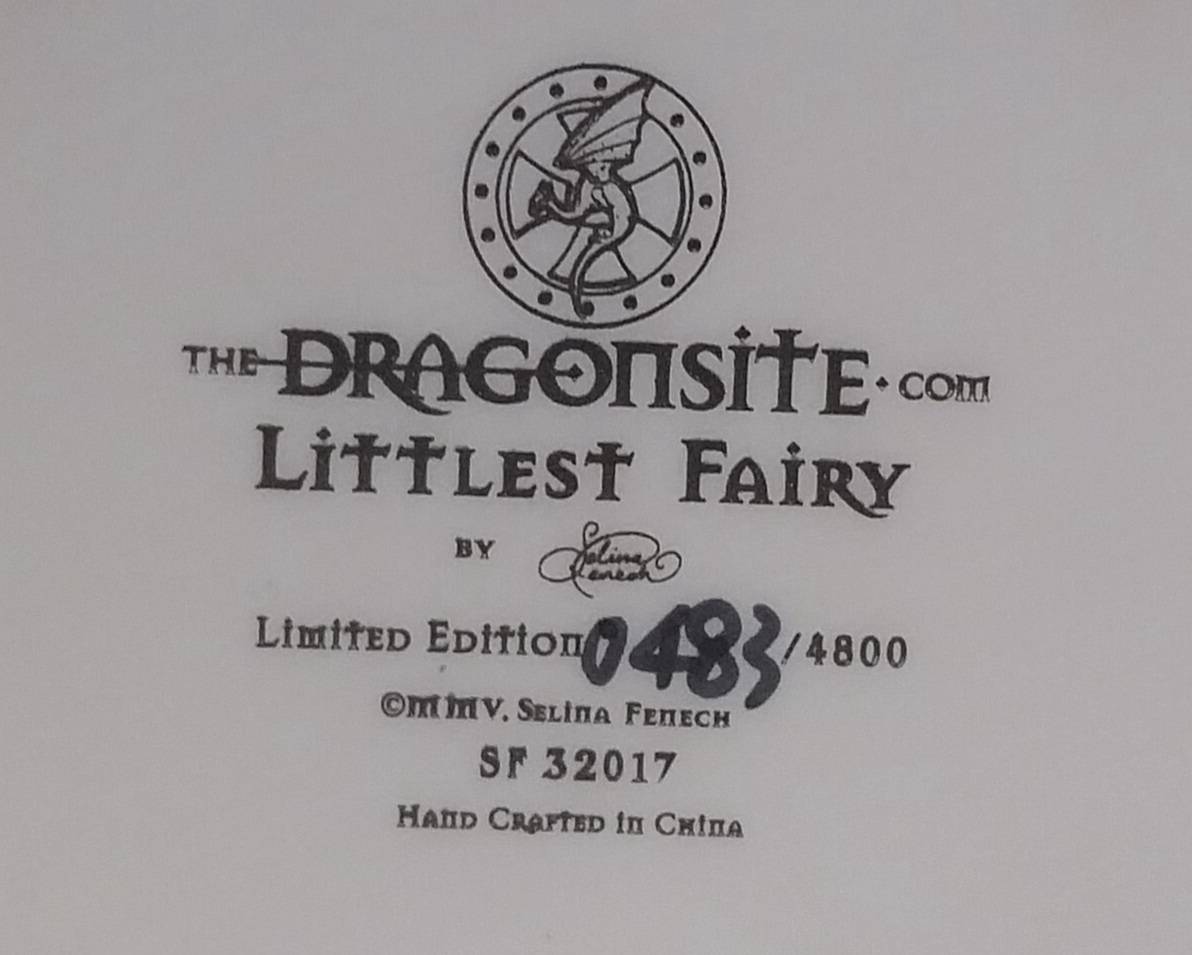 THE DRAGONSITE.COM
LITTLEST FAIRY
BY Selina Fenech
LIMITED EDITION 0483/4800
©MMV. SELINA FENECH
SF 32017
HAND CRAFTED IN CHINA